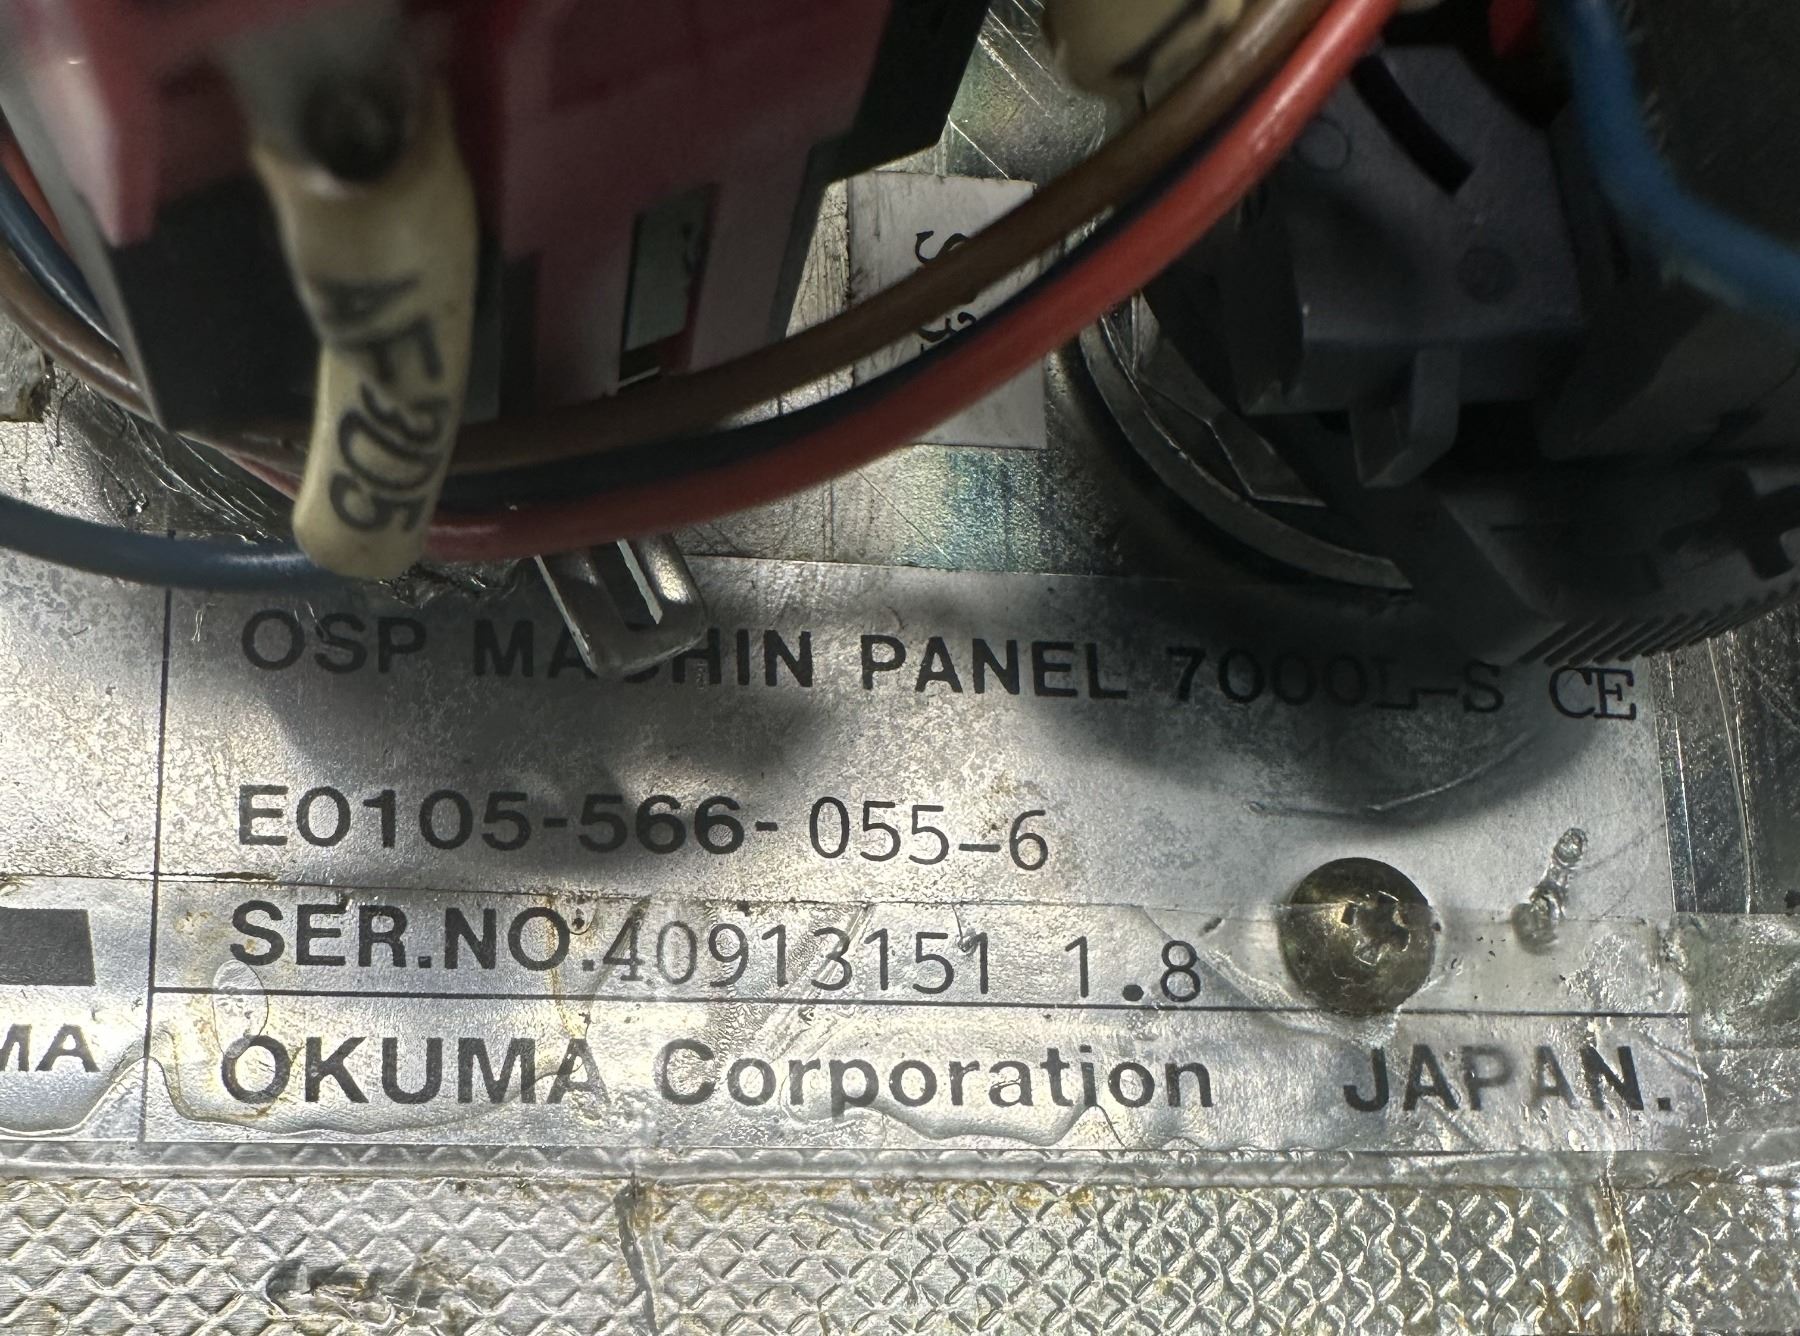 AF305
OSP MACHIN PANEL 7000L-S CE
E0105-566-055-6
SER.NO.40913151 1.8
MA
OKUMA Corporation JAPAN.